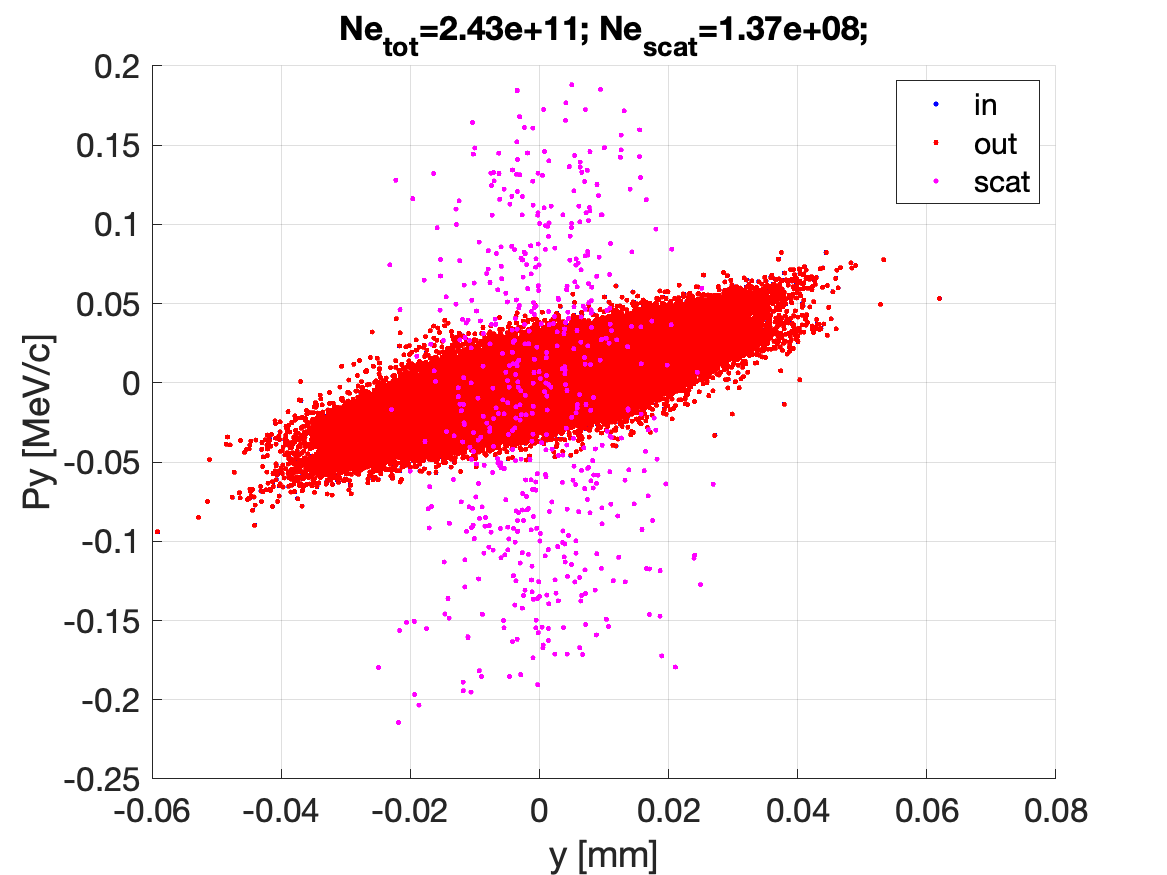 Ne_tot=2.43e+11; Ne_scat=1.37e+08;
in
out
scat
0.2
0.15
0.1
0.05
0
-0.05
-0.1
-0.15
-0.2
-0.25
Py [MeV/c]
-0.06 -0.04 -0.02 0 0.02 0.04 0.06 0.08
y [mm]